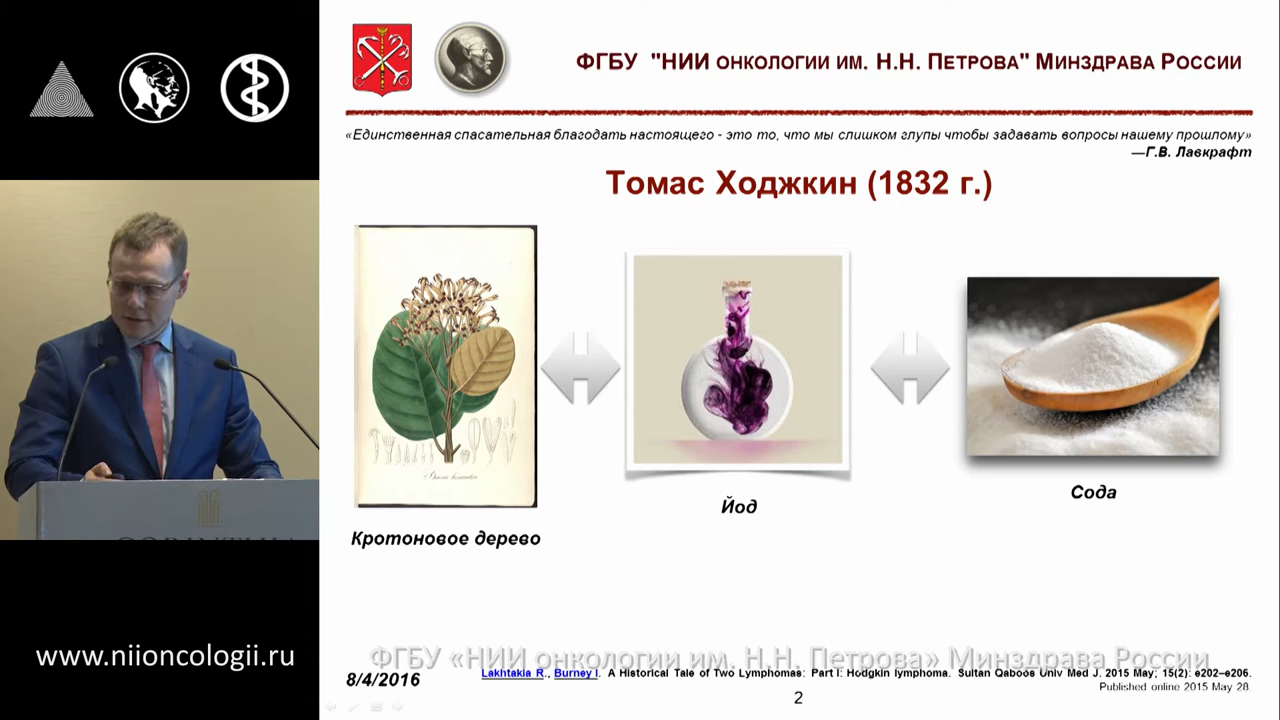 ФГБУ "НИИ ОНКОЛОГИИ ИМ. Н.Н. ПЕТРОВА" МИНЗДРАВА РОССИИ
«Единственная спасательная благодать настоящего - это то, что мы слишком глупы чтобы задавать вопросы нашему прошлому»
—Г.В. Лавкрафт
Томас Ходжкин (1832 г.)
Кротоновое дерево
Йод
Сода
www.niioncologii.ru
ФГБУ «НИИ онкологии им. Н.Н. Петрова» Минздрава России
8/4/2016
Lakhtakia R., Burney I. A Historical Tale of Two Lymphomas: Part I: Hodgkin lymphoma. Sultan Qaboos Univ Med J. 2015 May; 15(2): e202–e206.
Published online 2015 May 28.
2